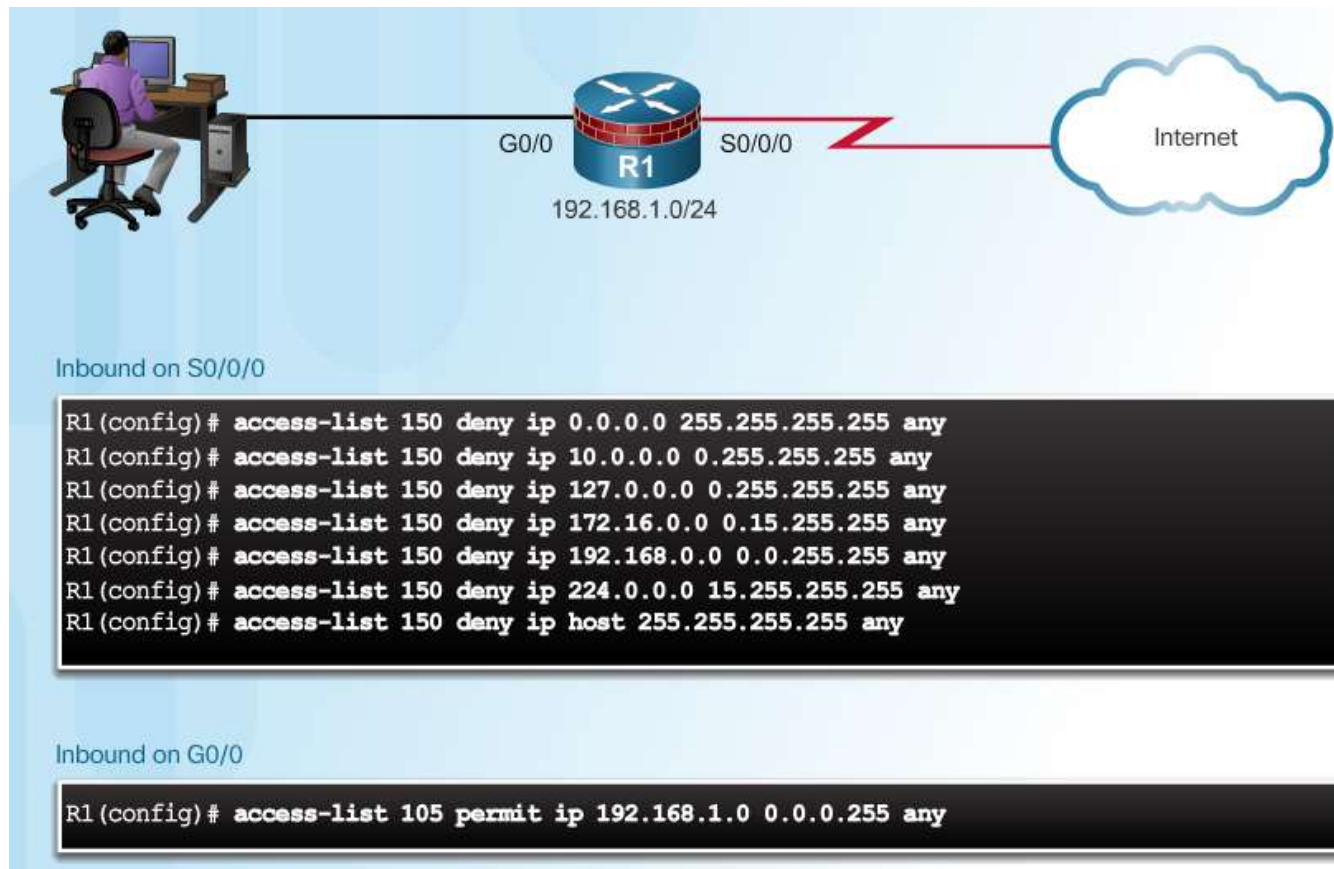 G0/0
S0/0/0
Internet
R1
192.168.1.0/24
Inbound on S0/0/0
R1(config)# access-list 150 deny ip 0.0.0.0 255.255.255.255 any
R1(config)# access-list 150 deny ip 10.0.0.0 0.255.255.255 any
R1(config)# access-list 150 deny ip 127.0.0.0 0.255.255.255 any
R1(config)# access-list 150 deny ip 172.16.0.0 0.15.255.255 any
R1(config)# access-list 150 deny ip 192.168.0.0 0.0.255.255 any
R1(config)# access-list 150 deny ip 224.0.0.0 15.255.255.255 any
R1(config)# access-list 150 deny ip host 255.255.255.255 any
Inbound on G0/0
R1(config)# access-list 105 permit ip 192.168.1.0 0.0.0.255 any